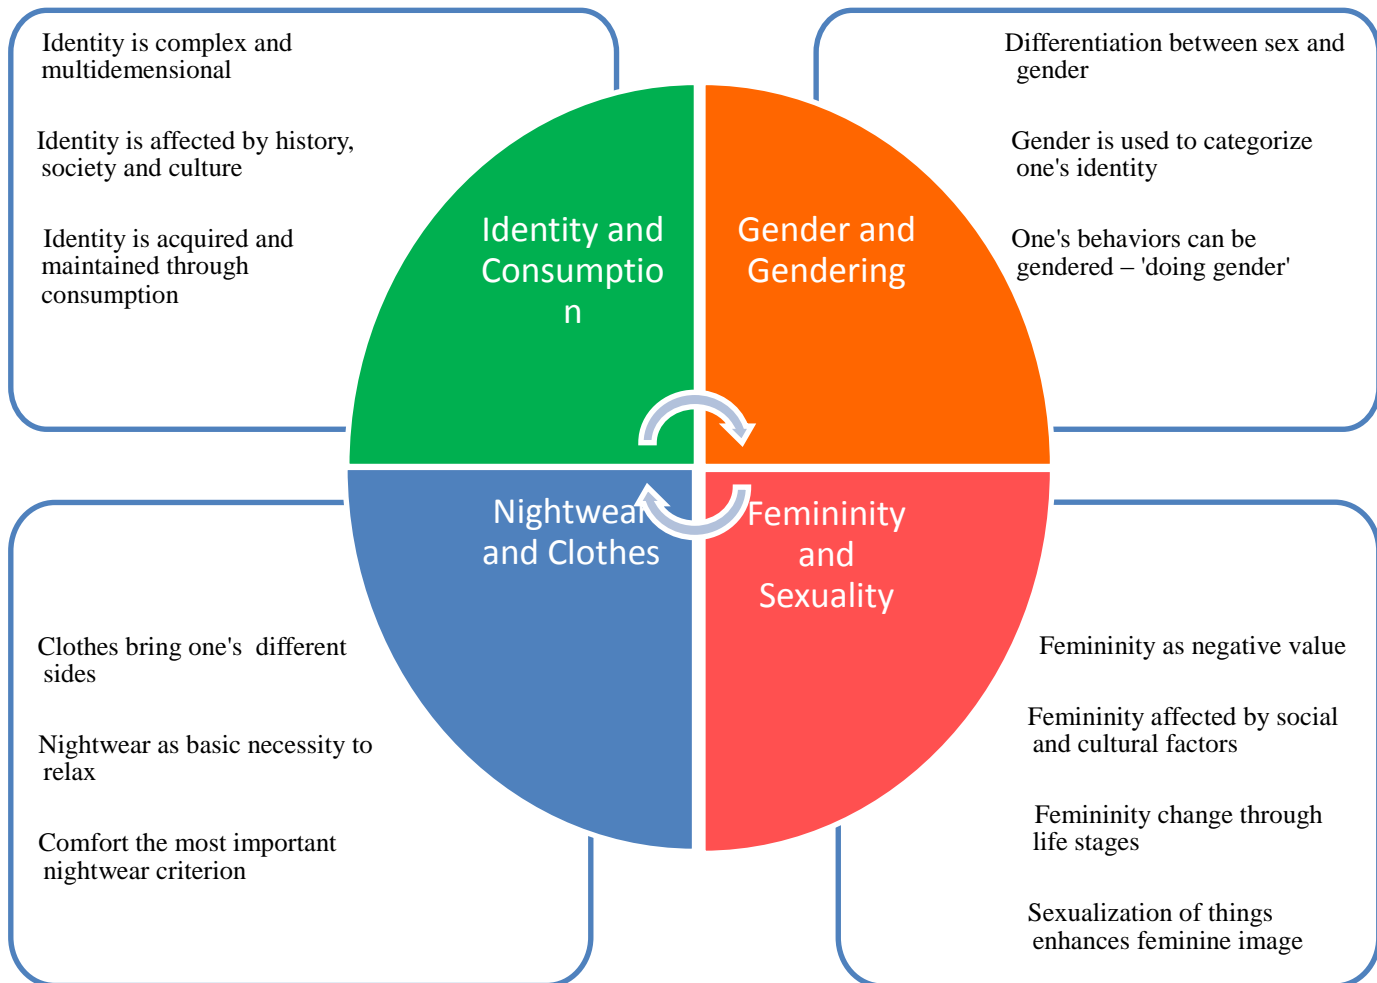 Identity is complex and
multidemensional
Identity is affected by history,
society and culture
Identity is acquired and
maintained through
consumption
Differentiation between sex and
gender
Gender is used to categorize
one's identity
One's behaviors can be
gendered – 'doing gender'
Identity and
Consumptio
n
Gender and
Gendering
Nightwear
and Clothes
Femininity
and
Sexuality
Clothes bring one's different
sides
Nightwear as basic necessity to
relax
Comfort the most important
nightwear criterion
Femininity as negative value
Femininity affected by social
and cultural factors
Femininity change through
life stages
Sexualization of things
enhances feminine image